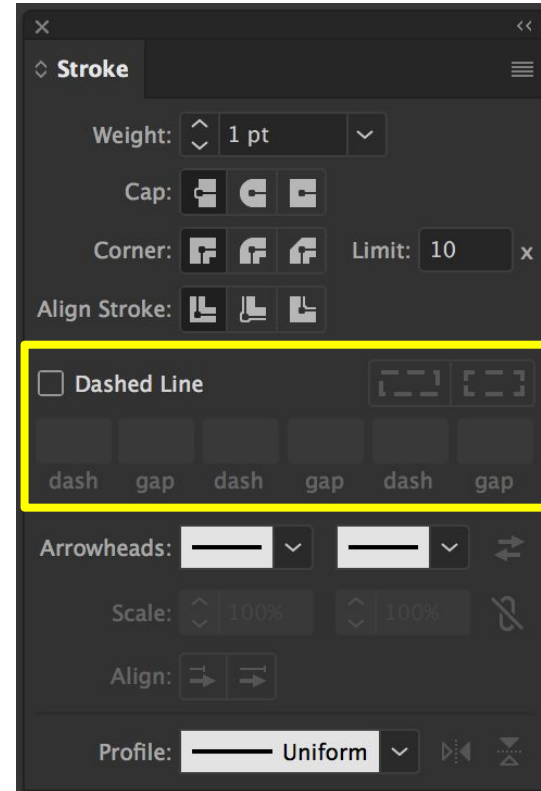 Stroke
Weight: 1 pt
Cap:
Corner: Limit: 10 x
Align Stroke:
Dashed Line
dash gap dash gap dash gap
Arrowheads:
Scale: 100% 100%
Align:
Profile: Uniform